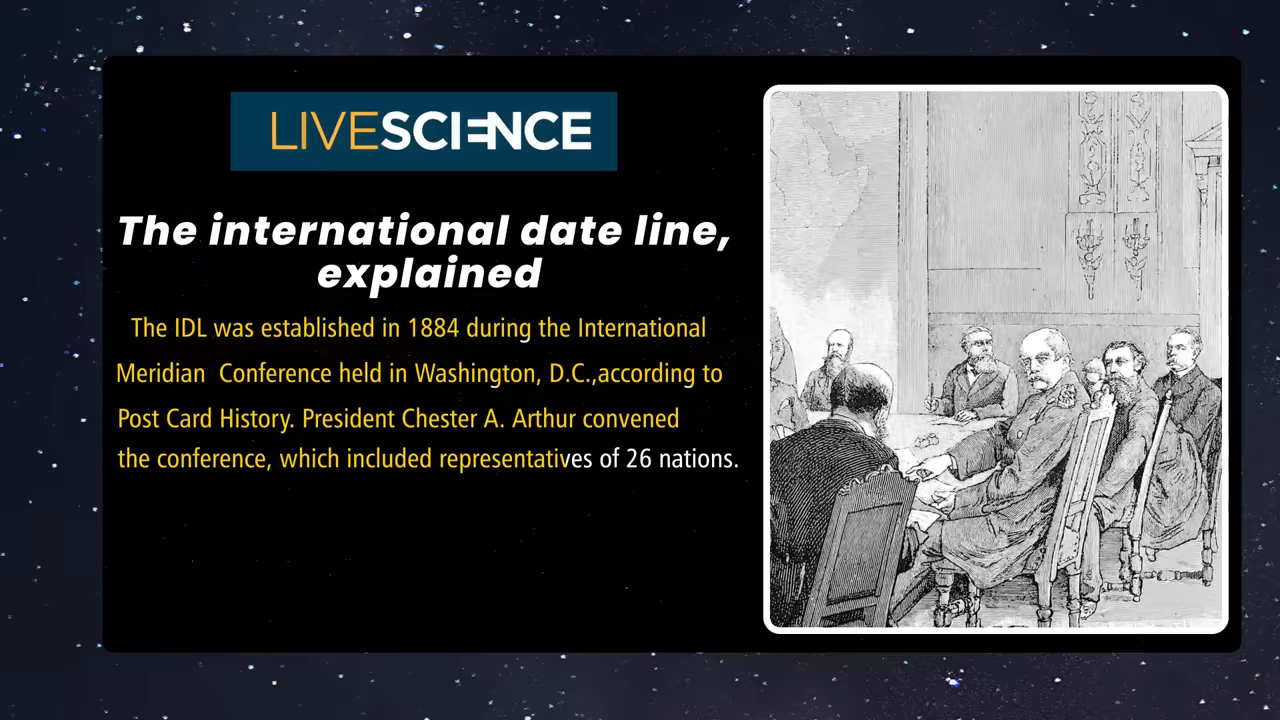 LIVESCIENCE
The international date line,
explained
The IDL was established in 1884 during the International
Meridian  Conference held in Washington, D.C.,according to
Post Card History. President Chester A. Arthur convened
the conference, which included representatives of 26 nations.